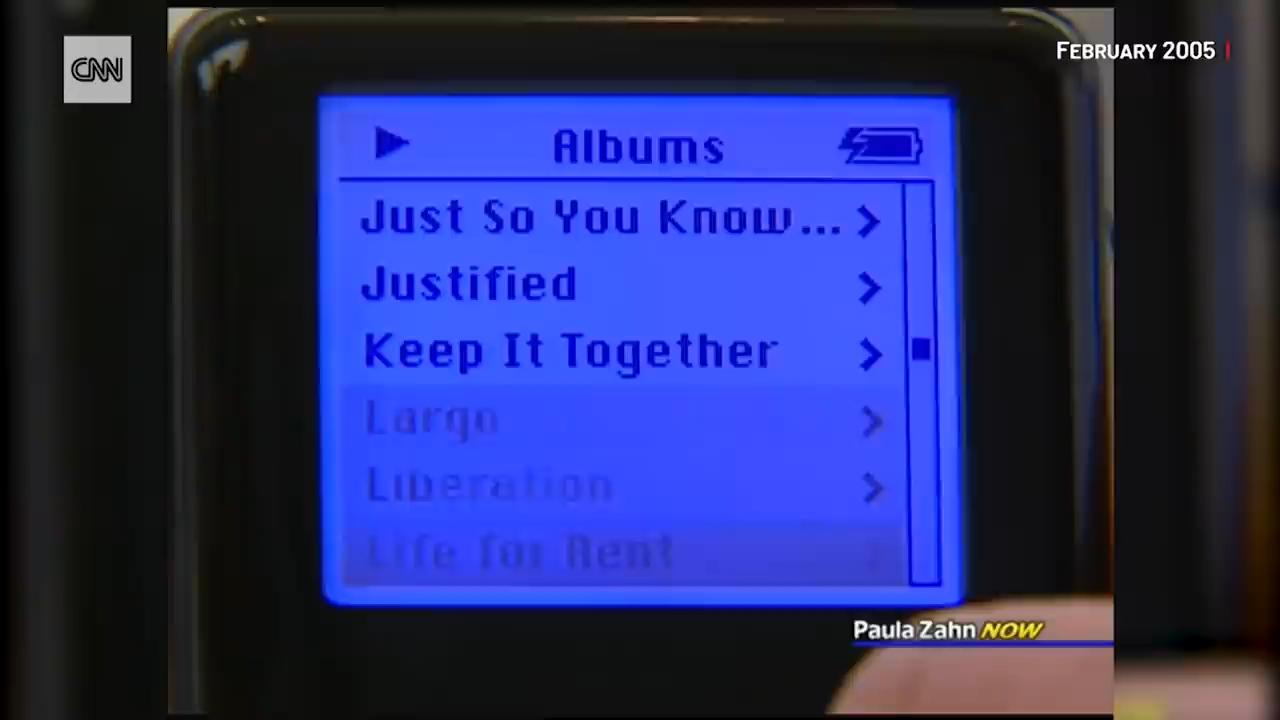 CNN
FEBRUARY 2005
Albums
Just So You Know...
Justified
Keep It Together
Largo
Liberation
Life for Rent
Paula Zahn NOW